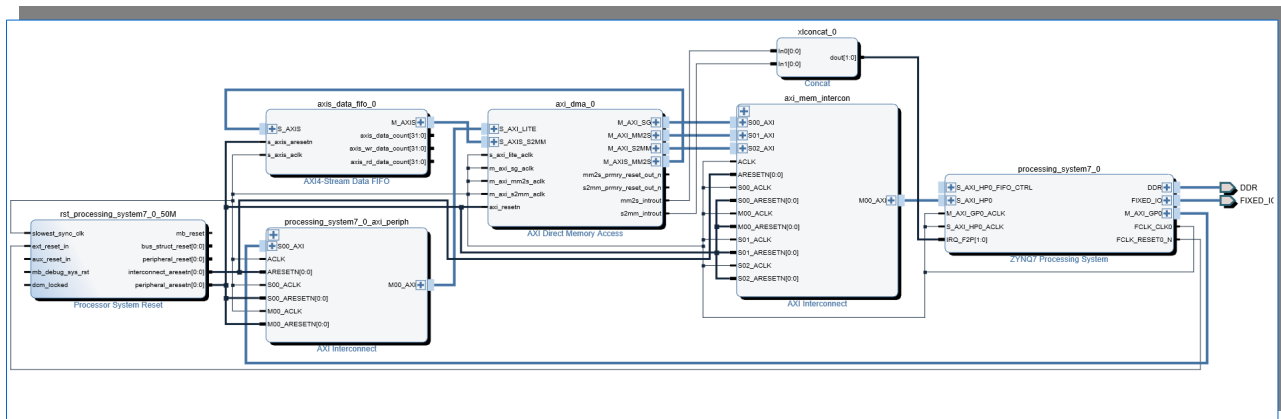 xlconcat_0
In0[0:0]
In1[0:0]
dout[1:0]
Concat
axis_data_fifo_0
S_AXIS
s_axis_aresetn
s_axis_aclk
M_AXIS
axis_data_count[31:0]
axis_wr_data_count[31:0]
axis_rd_data_count[31:0]
AXI4-Stream Data FIFO
axi_dma_0
S_AXI_LITE
S_AXIS_S2MM
s_axi_lite_aclk
m_axi_sg_aclk
m_axi_mm2s_aclk
m_axi_s2mm_aclk
axi_resetn
M_AXI_SG
M_AXI_MM2S
M_AXI_S2MM
M_AXIS_MM2S
mm2s_prmry_reset_out_n
s2mm_prmry_reset_out_n
mm2s_introut
s2mm_introut
AXI Direct Memory Access
axi_mem_intercon
S00_AXI
S01_AXI
S02_AXI
ACLK
ARESETN[0:0]
S00_ACLK
S00_ARESETN[0:0]
M00_ACLK
M00_ARESETN[0:0]
S01_ACLK
S01_ARESETN[0:0]
S02_ACLK
S02_ARESETN[0:0]
M00_AXI
AXI Interconnect
processing_system7_0
S_AXI_HP0_FIFO_CTRL
S_AXI_HP0
M_AXI_GP0_ACLK
S_AXI_HP0_ACLK
IRQ_F2P[1:0]
DDR
FIXED_IO
M_AXI_GP0
FCLK_CLK0
FCLK_RESET0_N
ZYNQ7 Processing System
DDR
FIXED_IO
rst_processing_system7_0_50M
slowest_sync_clk
ext_reset_in
aux_reset_in
mb_debug_sys_rst
dcm_locked
mb_reset
bus_struct_reset[0:0]
peripheral_reset[0:0]
interconnect_aresetn[0:0]
peripheral_aresetn[0:0]
Processor System Reset
processing_system7_0_axi_periph
S00_AXI
ACLK
ARESETN[0:0]
S00_ACLK
S00_ARESETN[0:0]
M00_ACLK
M00_ARESETN[0:0]
M00_AXI
AXI Interconnect